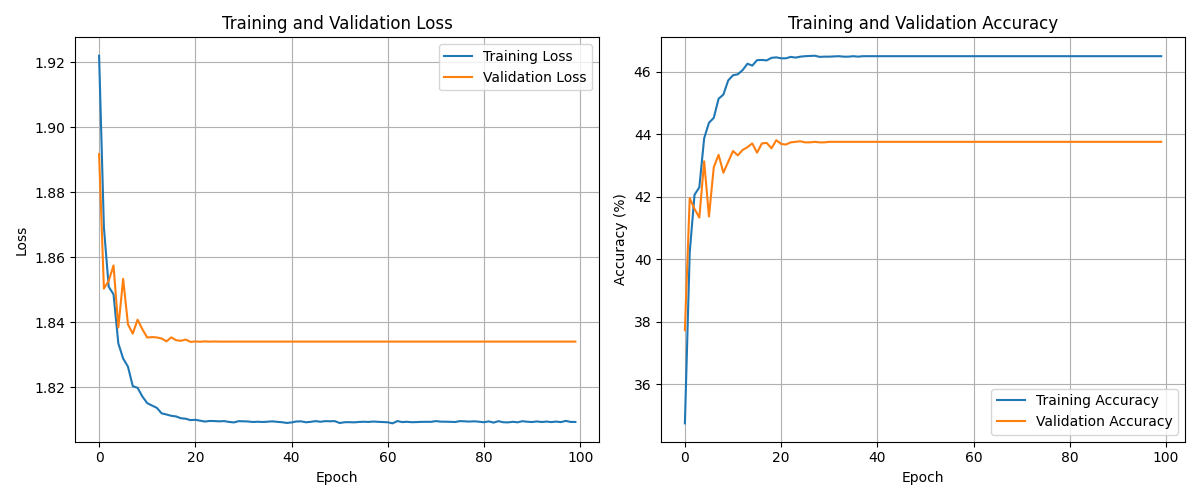 Training and Validation Loss
1.92
1.90
1.88
1.86
1.84
1.82
Loss
0
20
40
60
80
100
Epoch
Training Loss
Validation Loss
Training and Validation Accuracy
46
44
42
40
38
36
Accuracy (%)
0
20
40
60
80
100
Epoch
Training Accuracy
Validation Accuracy